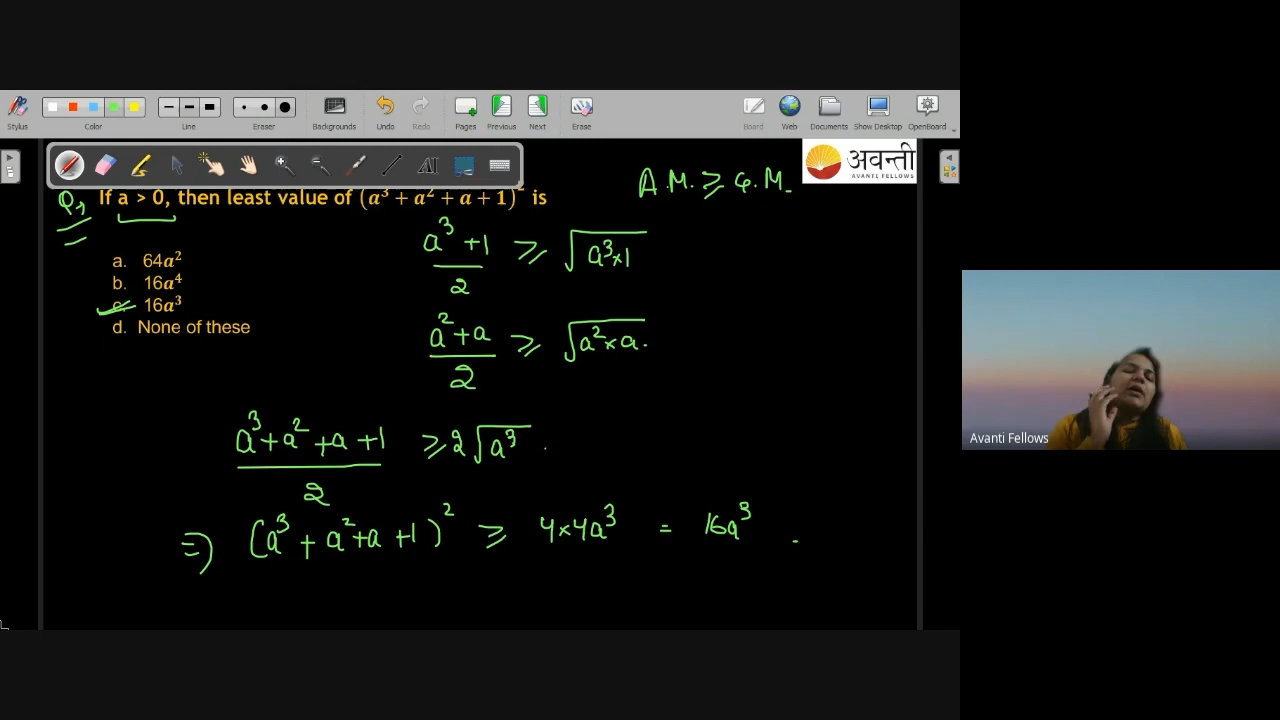 Stylus
Color
Line
Eraser
Backgrounds
Undo
Redo
Pages
Previous
Next
Erase
Board
Web
Documents
Show Desktop
OpenBoard
अवन्ती
AVANTI FELLOWS
A.M. ≥ G.M.
If a > 0, then least value of (a³ + a² + a + 1)² is
a. 64a²
b. 16a⁴
c. 16a³
d. None of these
(a³ + 1)/2 ≥ √(a³×1)
(a² + a)/2 ≥ √(a²×a).
(a³ + a² + a + 1)/2 ≥ 2√(a³) .
⇒ (a³ + a² + a + 1)² ≥ 4×4a³ = 16a³ .
Avanti Fellows